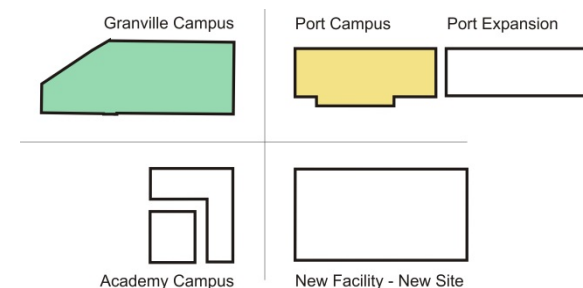 Granville Campus
Port Campus
Port Expansion
Academy Campus
New Facility - New Site